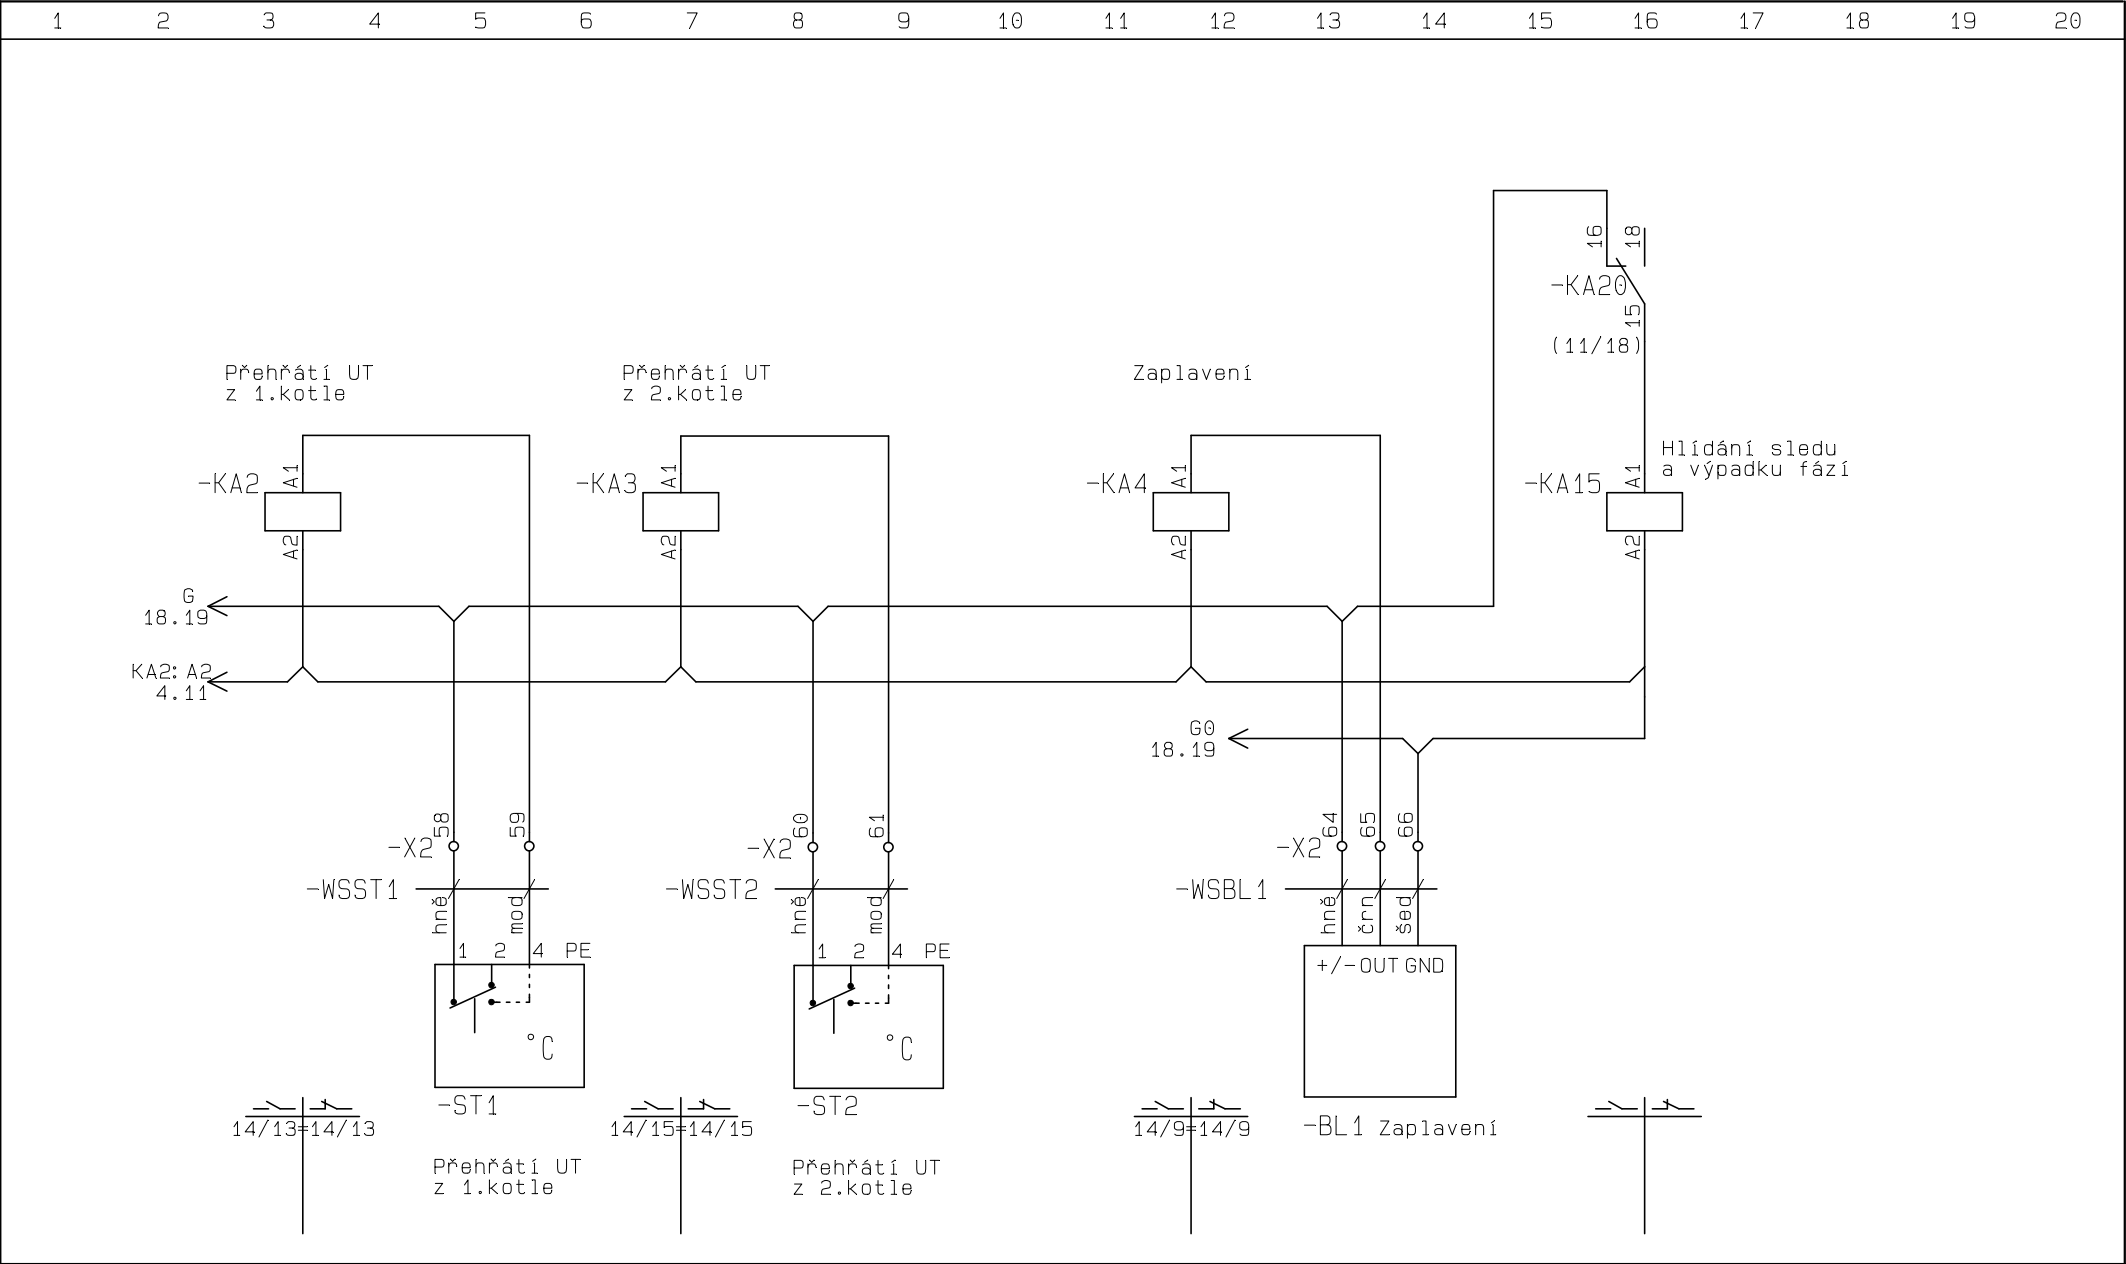 1 2 3 4 5 6 7 8 9 10 11 12 13 14 15 16 17 18 19 20
16 18
-KA20
15
(11/18)
Přehřátí UT
z 1.kotle
Přehřátí UT
z 2.kotle
Zaplavení
Hlídání sledu
a výpadku fází
-KA2 A1
A2
-KA3 A1
A2
-KA4 A1
A2
-KA15 A1
A2
G
18.19
KA2:A2
4.11
G0
18.19
-X2 58 59
-X2 60 61
-X2 64 65 66
-WSST1
hně mod
-WSST2
hně mod
-WSBL1
hně črn šed
1 2 4 PE
1 2 4 PE
+/- OUT GND
°C
°C
-ST1
-ST2
14/13=14/13
14/15=14/15
14/9=14/9
-BL1 Zaplavení
Přehřátí UT
z 1.kotle
Přehřátí UT
z 2.kotle